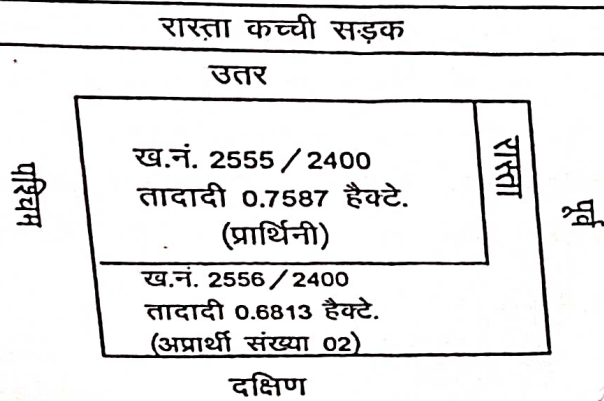 रास्ता कच्ची सड़क
उतर
पश्चिम
ख.नं. 2555/2400
तादादी 0.7587 हैक्टे.
(प्रार्थिनी)
रास्ता
पूर्व
ख.नं. 2556/2400
तादादी 0.6813 हैक्टे.
(अप्रार्थी संख्या 02)
दक्षिण